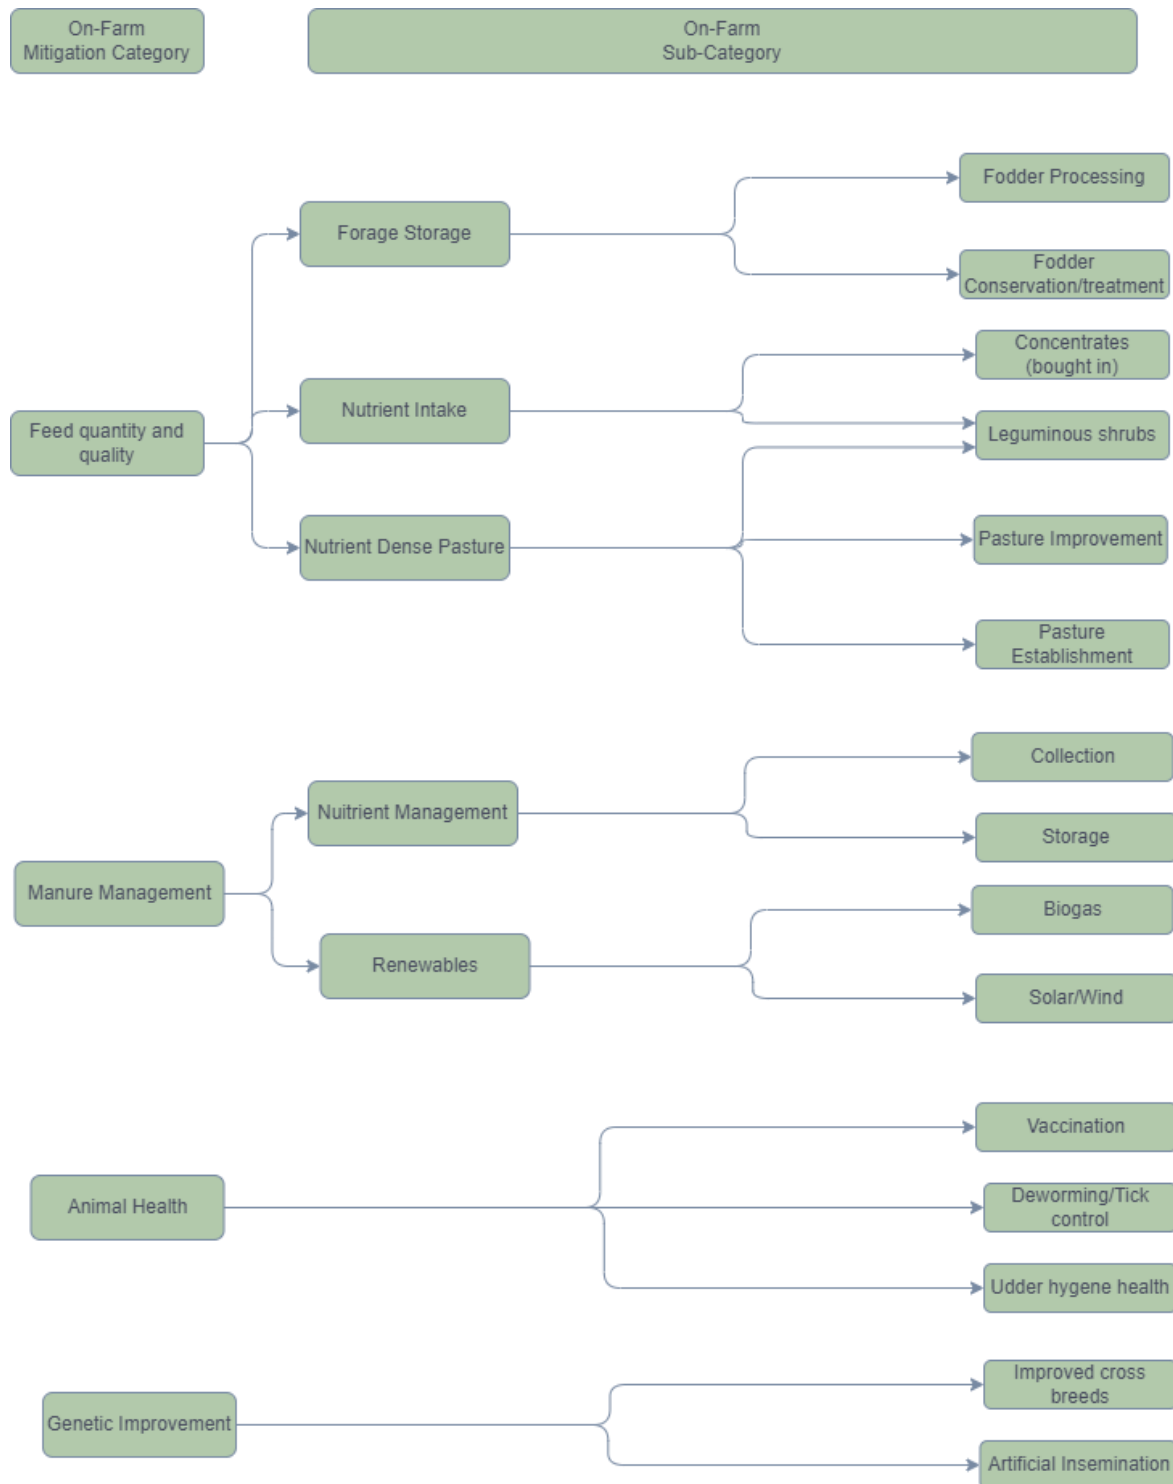 On-Farm
Mitigation Category
On-Farm
Sub-Category
Fodder Processing
Forage Storage
Fodder
Conservation/treatment
Concentrates
(bought in)
Nutrient Intake
Leguminous shrubs
Feed quantity and
quality
Nutrient Dense Pasture
Pasture Improvement
Pasture
Establishment
Collection
Nuitrient Management
Storage
Manure Management
Biogas
Renewables
Solar/Wind
Vaccination
Animal Health
Deworming/Tick
control
Udder hygene health
Improved cross
breeds
Genetic Improvement
Artificial Insemination